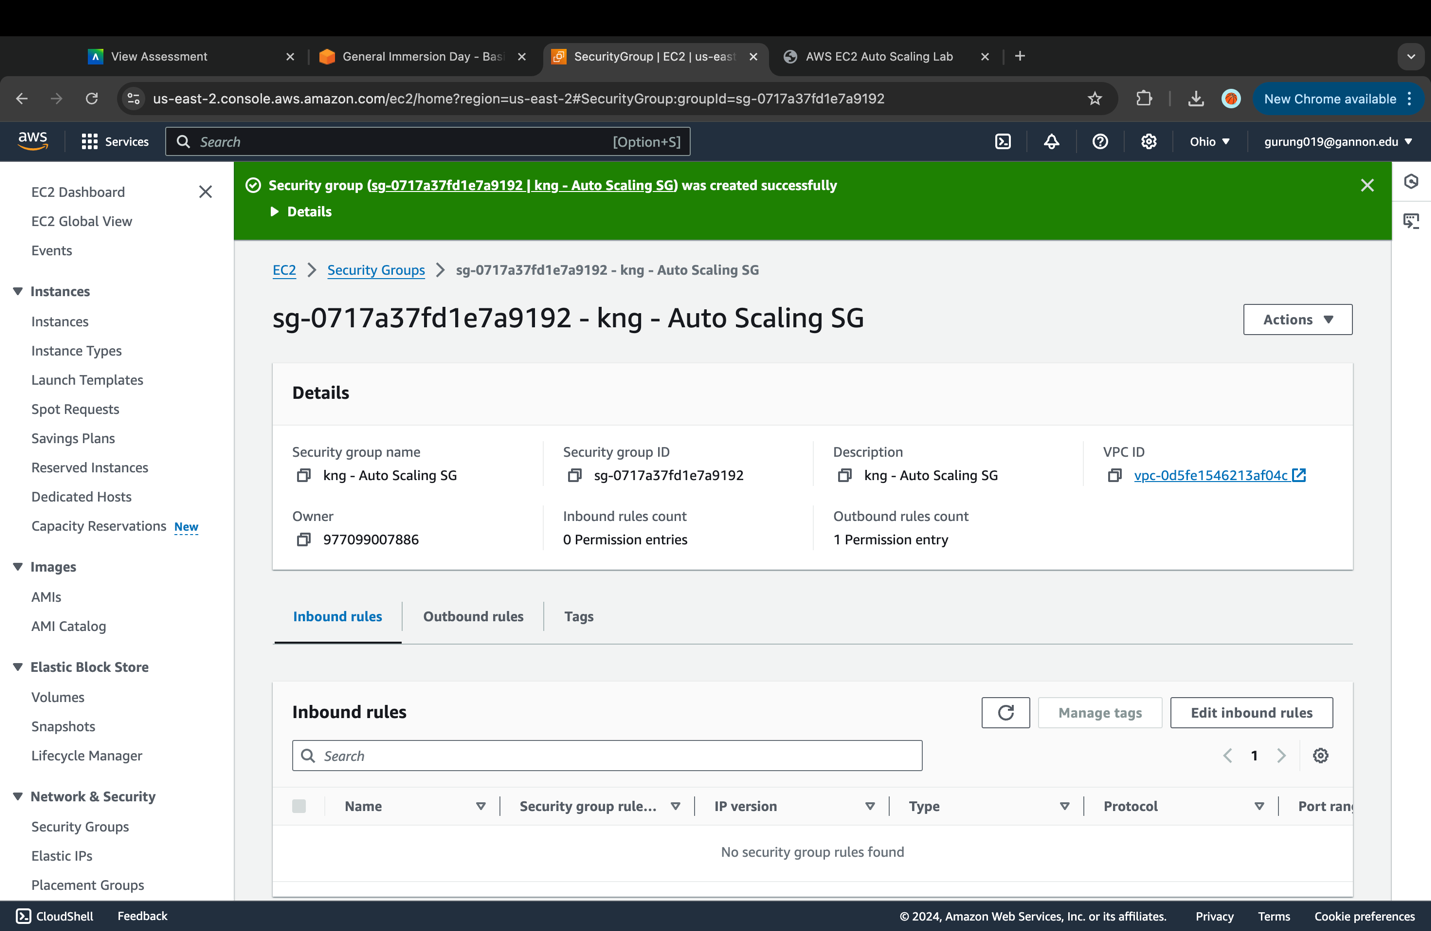 View Assessment
General Immersion Day - Bas
SecurityGroup | EC2 | us-east
AWS EC2 Auto Scaling Lab
us-east-2.console.aws.amazon.com/ec2/home?region=us-east-2#SecurityGroup:groupId=sg-0717a37fd1e7a9192
New Chrome available
aws
Services
Search
[Option+S]
Ohio
gurung019@gannon.edu
EC2 Dashboard
EC2 Global View
Events
Instances
Instances
Instance Types
Launch Templates
Spot Requests
Savings Plans
Reserved Instances
Dedicated Hosts
Capacity Reservations New
Images
AMIs
AMI Catalog
Elastic Block Store
Volumes
Snapshots
Lifecycle Manager
Network & Security
Security Groups
Elastic IPs
Placement Groups
Security group (sg-0717a37fd1e7a9192 | kng - Auto Scaling SG) was created successfully
Details
EC2
Security Groups
sg-0717a37fd1e7a9192 - kng - Auto Scaling SG
sg-0717a37fd1e7a9192 - kng - Auto Scaling SG
Actions
Details
Security group name
kng - Auto Scaling SG
Security group ID
sg-0717a37fd1e7a9192
Description
kng - Auto Scaling SG
VPC ID
vpc-0d5fe1546213af04c
Owner
977099007886
Inbound rules count
0 Permission entries
Outbound rules count
1 Permission entry
Inbound rules
Outbound rules
Tags
Inbound rules
Manage tags
Edit inbound rules
Search
1
Name
Security group rule...
IP version
Type
Protocol
Port rang
No security group rules found
CloudShell
Feedback
© 2024, Amazon Web Services, Inc. or its affiliates.
Privacy
Terms
Cookie preferences